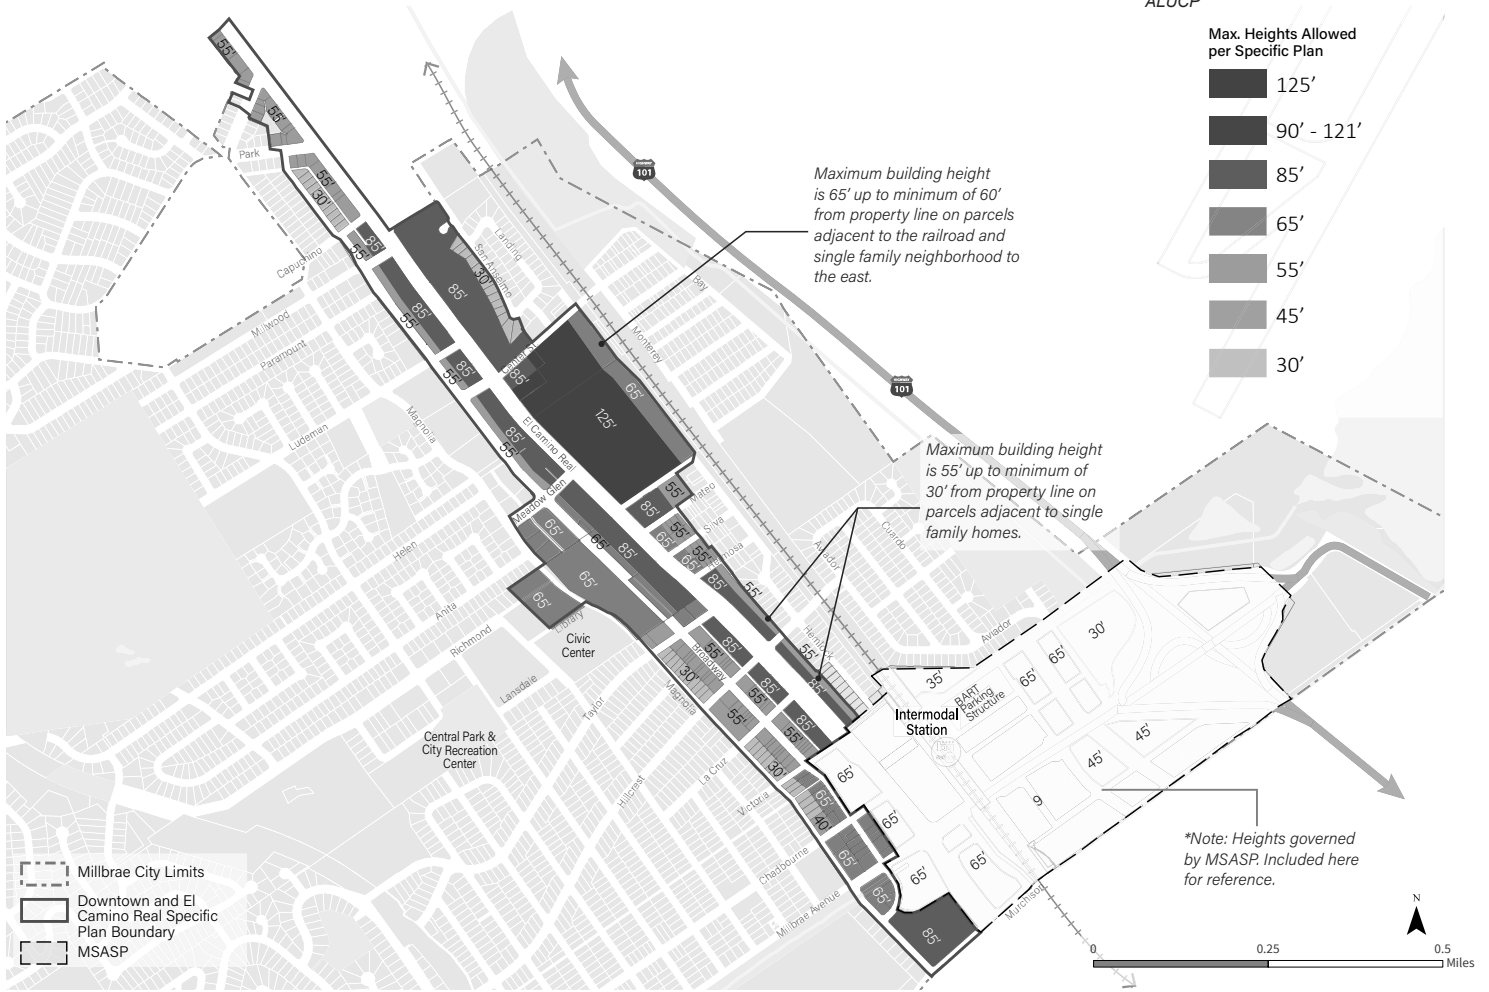 ALUCP
Max. Heights Allowed
per Specific Plan
125′
90′ - 121′
85′
65′
55′
45′
30′
Maximum building height
is 65′ up to minimum of 60′
from property line on parcels
adjacent to the railroad and
single family neighborhood to
the east.
Maximum building height
is 55′ up to minimum of
30′ from property line on
parcels adjacent to single
family homes.
*Note: Heights governed
by MSASP. Included here
for reference.
101
101
55′
55′
Park
55′
30′
85′
55′
Capuchino
Landing
San Anselmo
30′
85′
85′
55′
Millwood
Paramount
Bay
Monterey
Center St
85′
85′
55′
65′
125′
Magnolia
Ludeman
El Camino Real
85′
55′
Meadow Glen
65′
65′
85′
55′
Mateo
85′
Silva
55′
65′
55′
65′
Hermosa
85′
55′
Aviador
Cuardo
Helen
65′
65′
Anita
Richmond
Library
Civic
Center
Hemlock
55′
85′
Aviador
85′
55′
Broadway
30′
Magnolia
85′
55′
55′
85′
55′
30′
Lansdale
Taylor
Central Park &
City Recreation
Center
Hillcrest
La Cruz
Victoria
65′
40′
65′
65′
85′
Chadbourne
Millbrae Avenue
35′
BART
Parking
Structure
Intermodal
Station
65′
65′
30′
45′
45′
9
65′
65′
65′
65′
Murchison
Millbrae City Limits
Downtown and El
Camino Real Specific
Plan Boundary
MSASP
N
0
0.25
0.5
Miles